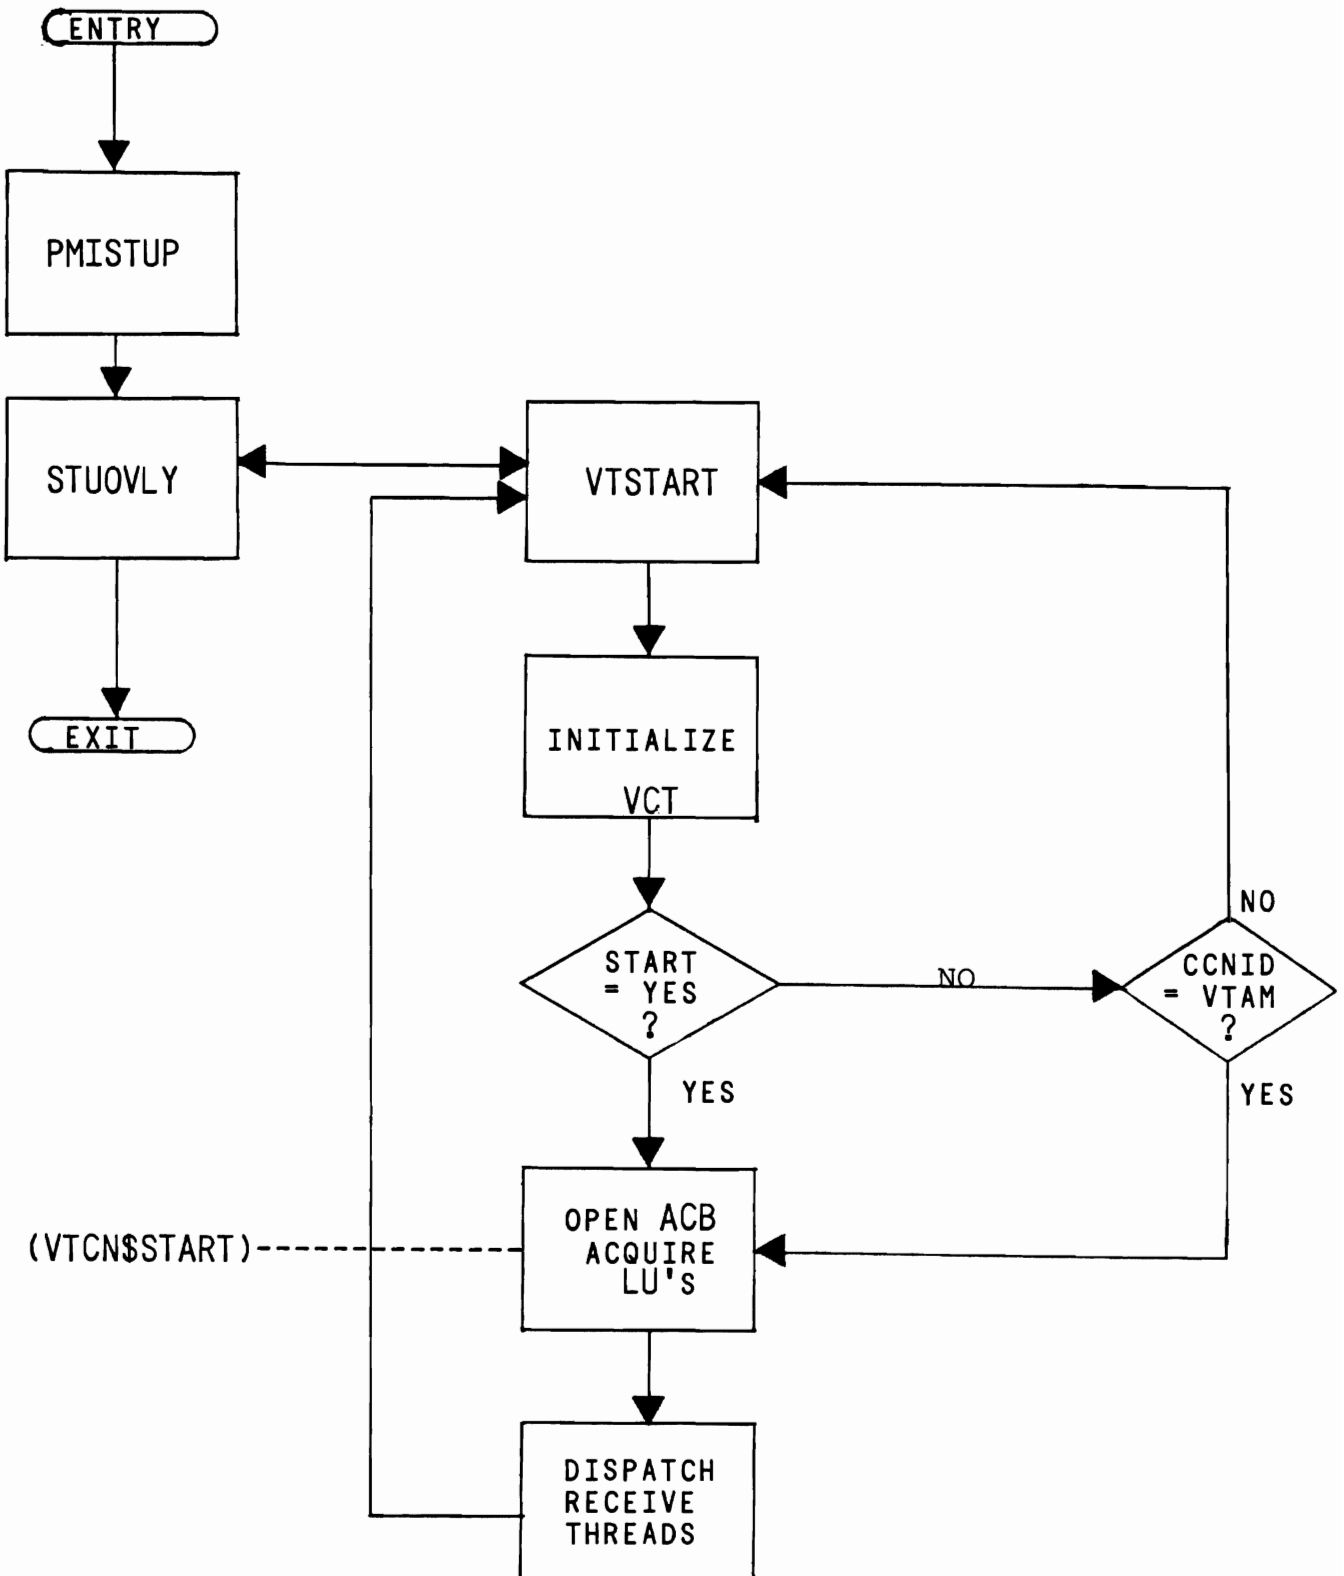 ENTRY
PMISTUP
STUOVLY
VTSTART
EXIT
INITIALIZE
VCT
NO
START
= YES
?
NO
CCNID
= VTAM
?
YES
YES
(VTCN$START)
OPEN ACB
ACQUIRE
LU'S
DISPATCH
RECEIVE
THREADS